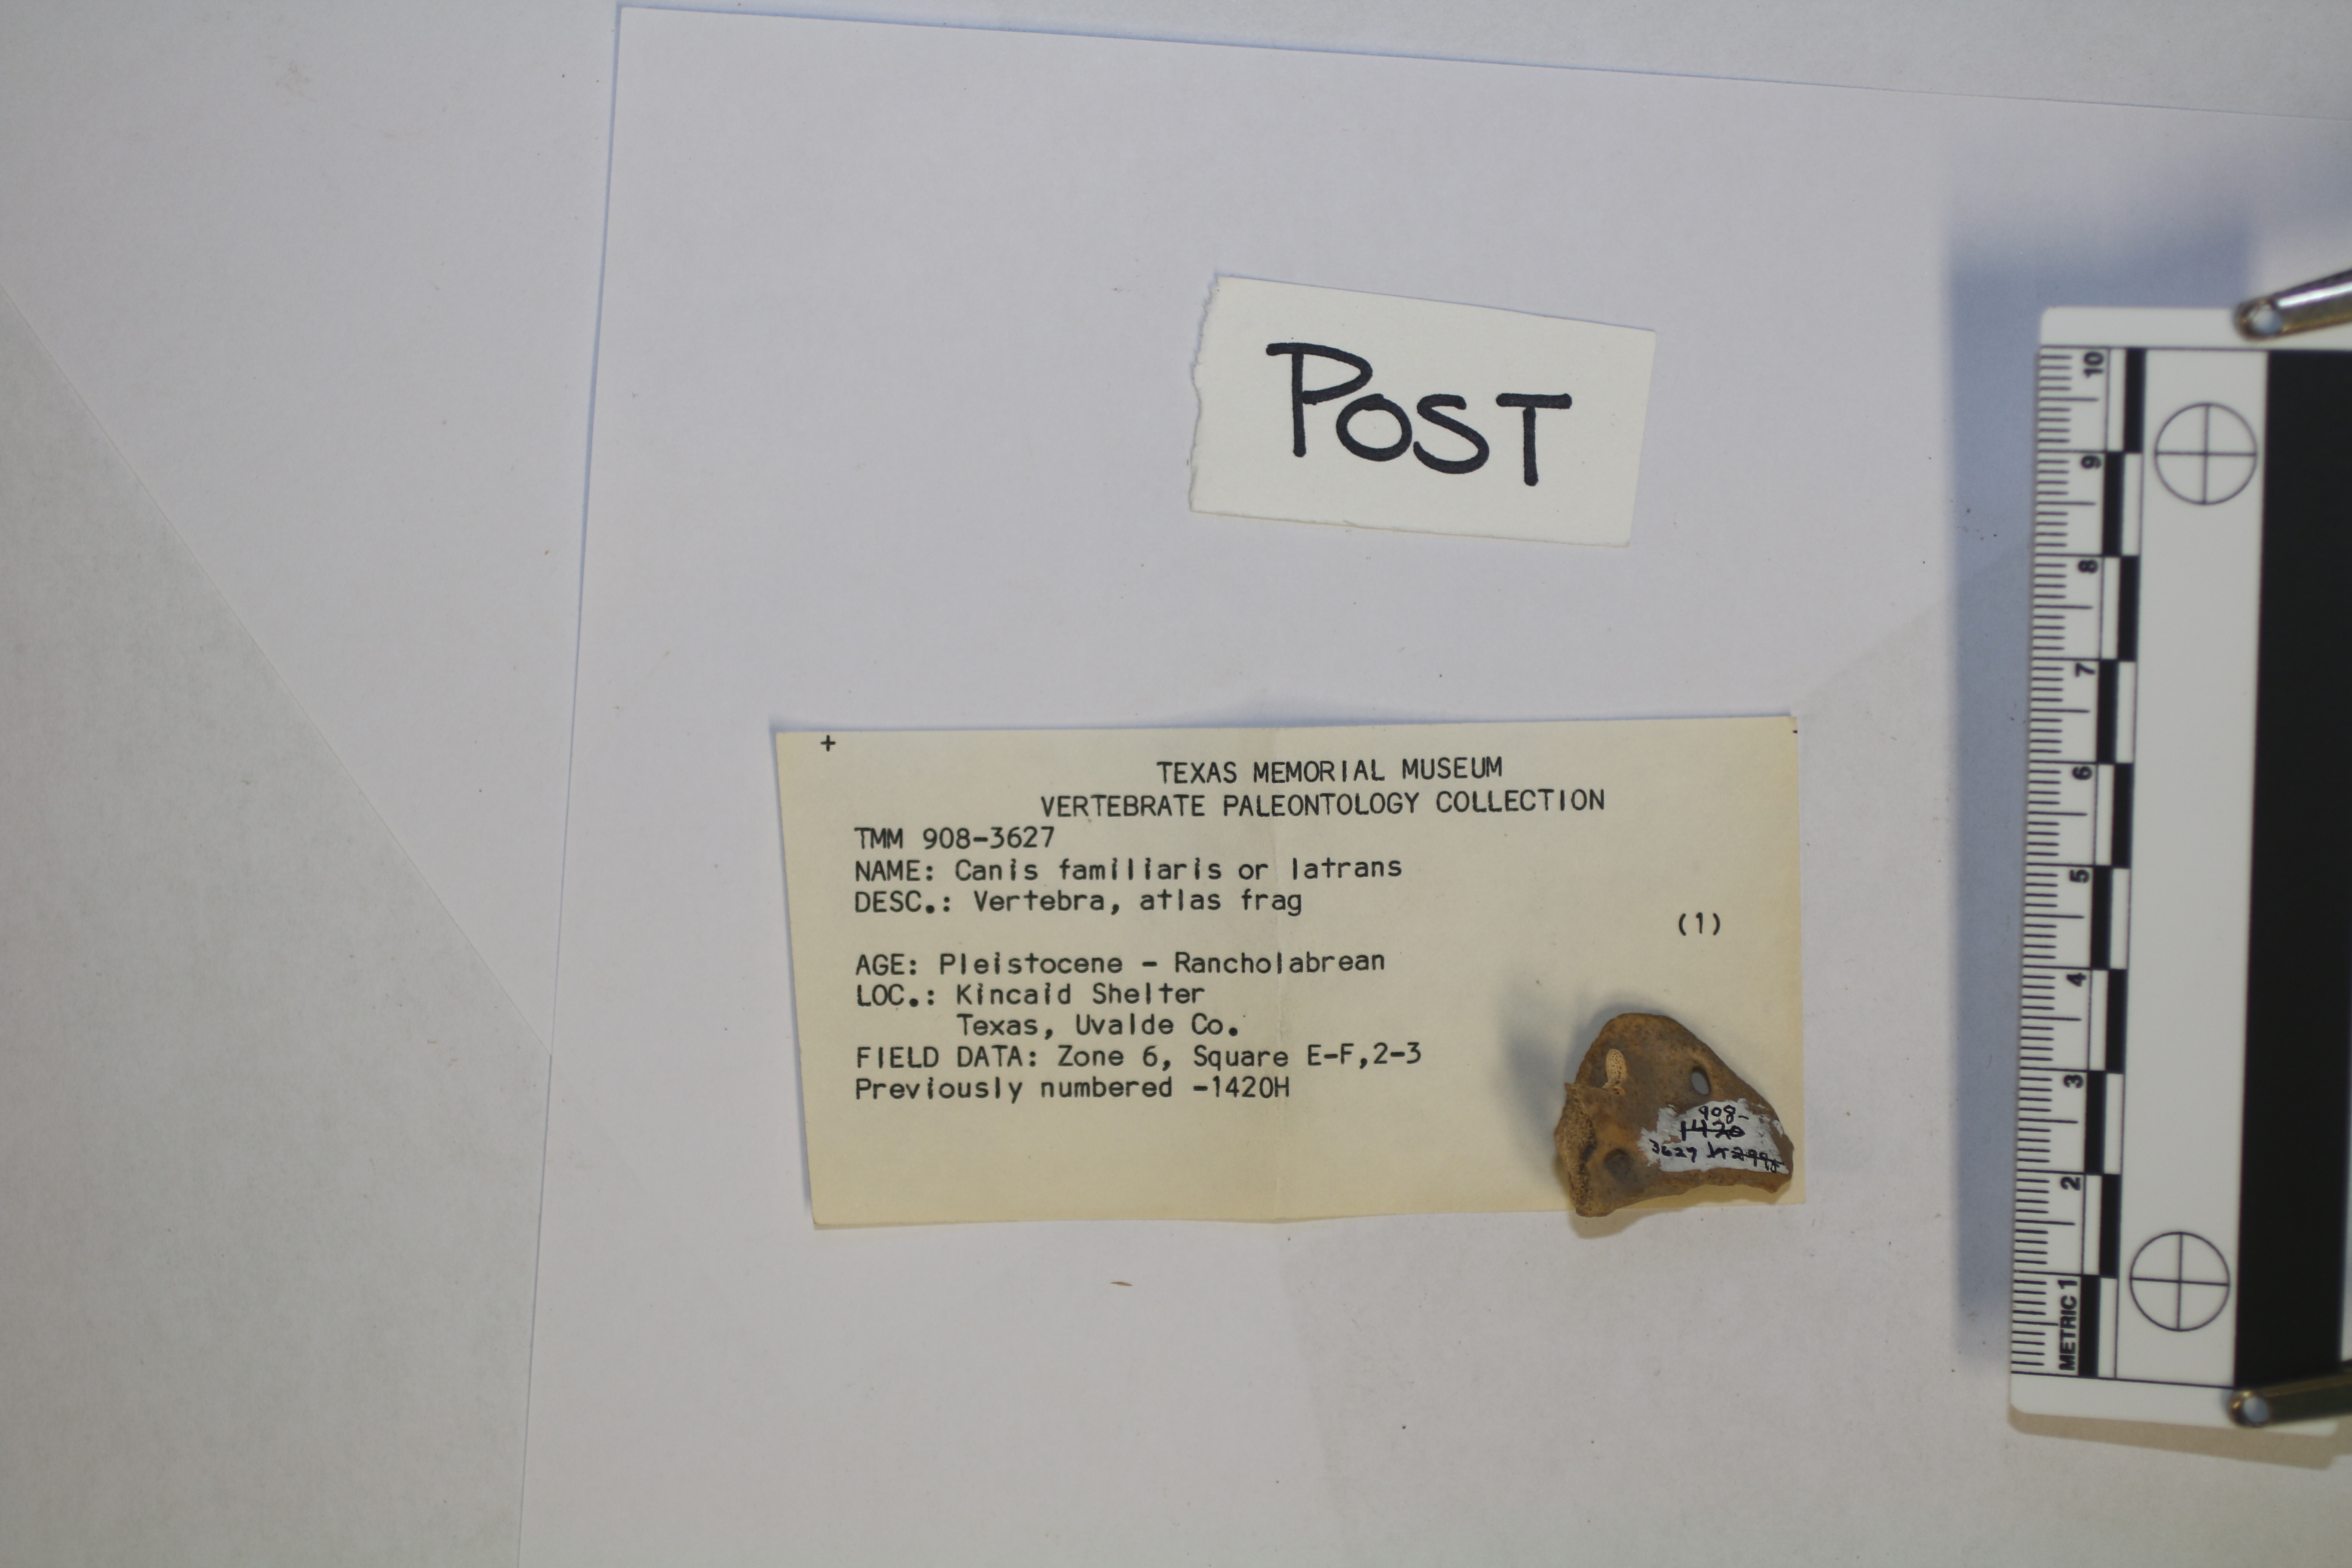 +
TEXAS MEMORIAL MUSEUM
VERTEBRATE PALEONTOLOGY COLLECTION
TMM 908-3627
NAME: Canis familiaris or latrans
DESC.: Vertebra, atlas frag
(1)
AGE: Pleistocene - Rancholabrean
LOC.: Kincaid Shelter
Texas, Uvalde Co.
FIELD DATA: Zone 6, Square E-F,2-3
Previously numbered -1420H
POST
908-
1420
3627
METRIC 1 2 3 4 5 6 7 8 9 10